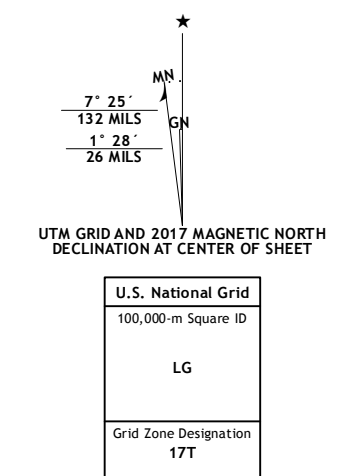 ★
MN
7° 25´
132 MILS
GN
1° 28´
26 MILS
UTM GRID AND 2017 MAGNETIC NORTH
DECLINATION AT CENTER OF SHEET
U.S. National Grid
100,000-m Square ID
LG
Grid Zone Designation
17T